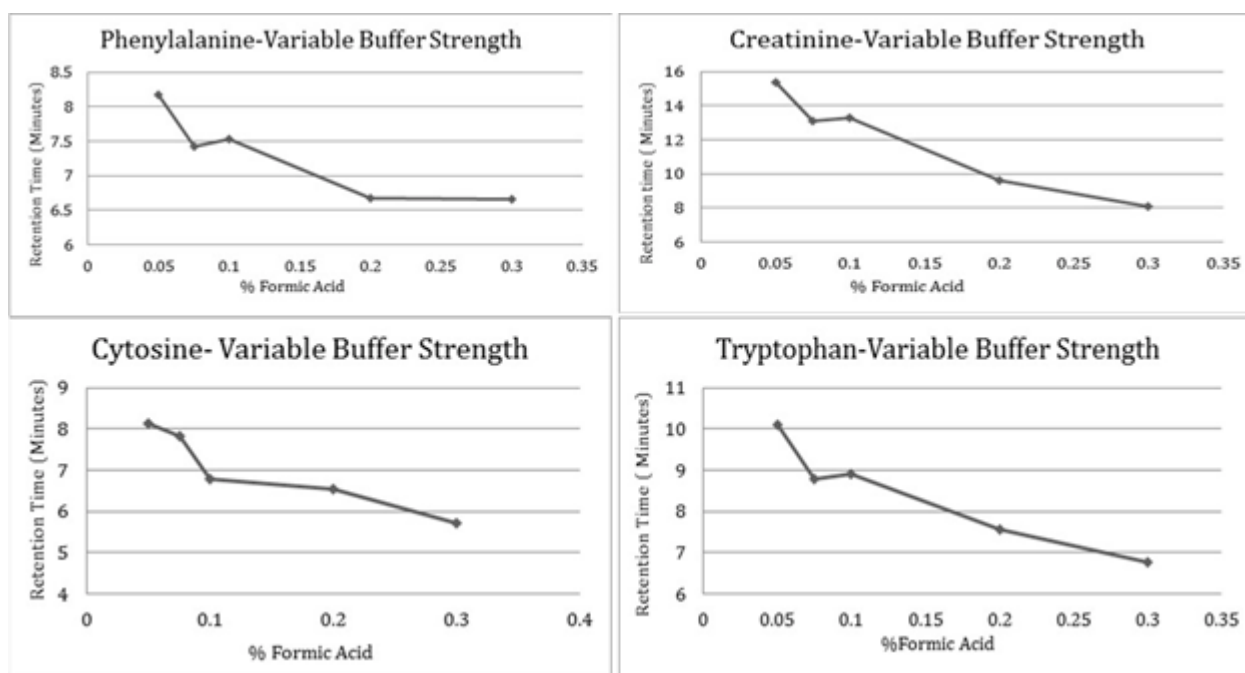 Phenylalanine-Variable Buffer Strength
Retention Time (Minutes)
8.5
8
7.5
7
6.5
6
0 0.05 0.1 0.15 0.2 0.25 0.3 0.35
% Formic Acid
Creatinine-Variable Buffer Strength
Retention time ( Minutes)
16
14
12
10
8
6
0 0.05 0.1 0.15 0.2 0.25 0.3 0.35
% Formic Acid
Cytosine- Variable Buffer Strength
Retention Time (Minutes)
9
8
7
6
5
4
0 0.1 0.2 0.3 0.4
% Formic Acid
Tryptophan-Variable Buffer Strength
Retention Time ( Minutes)
11
10
9
8
7
6
0 0.05 0.1 0.15 0.2 0.25 0.3 0.35
%Formic Acid